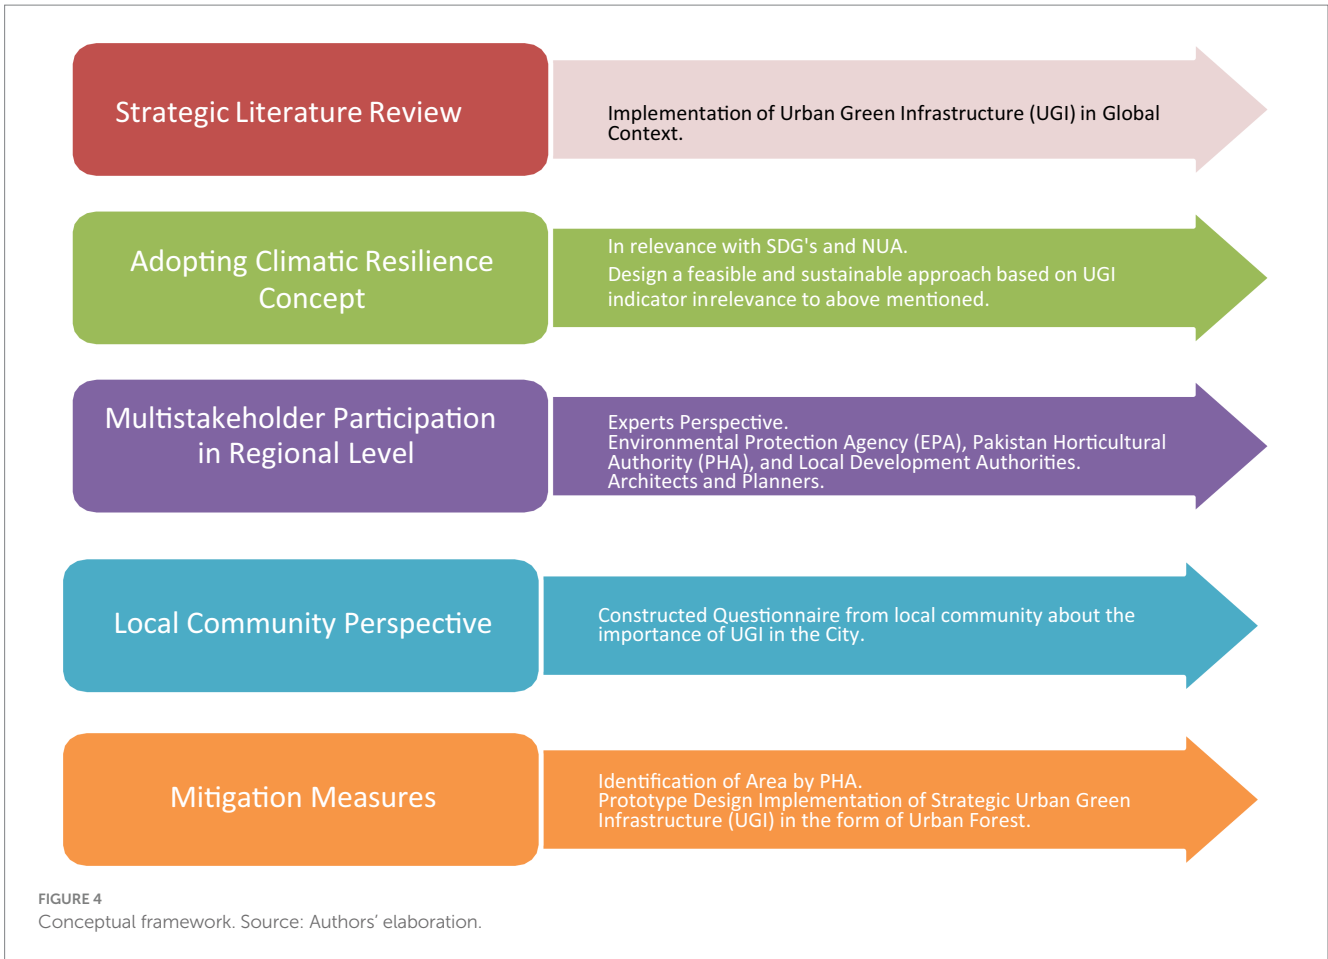 Strategic Literature Review
Implementation of Urban Green Infrastructure (UGI) in Global
Context.
Adopting Climatic Resilience
Concept
In relevance with SDG's and NUA.
Design a feasible and sustainable approach based on UGI
indicator inrelevance to above mentioned.
Multistakeholder Participation
in Regional Level
Experts Perspective.
Environmental Protection Agency (EPA), Pakistan Horticultural
Authority (PHA), and Local Development Authorities.
Architects and Planners.
Local Community Perspective
Constructed Questionnaire from local community about the
importance of UGI in the City.
Mitigation Measures
Identification of Area by PHA.
Prototype Design Implementation of Strategic Urban Green
Infrastructure (UGI) in the form of Urban Forest.
FIGURE 4
Conceptual framework. Source: Authors’ elaboration.